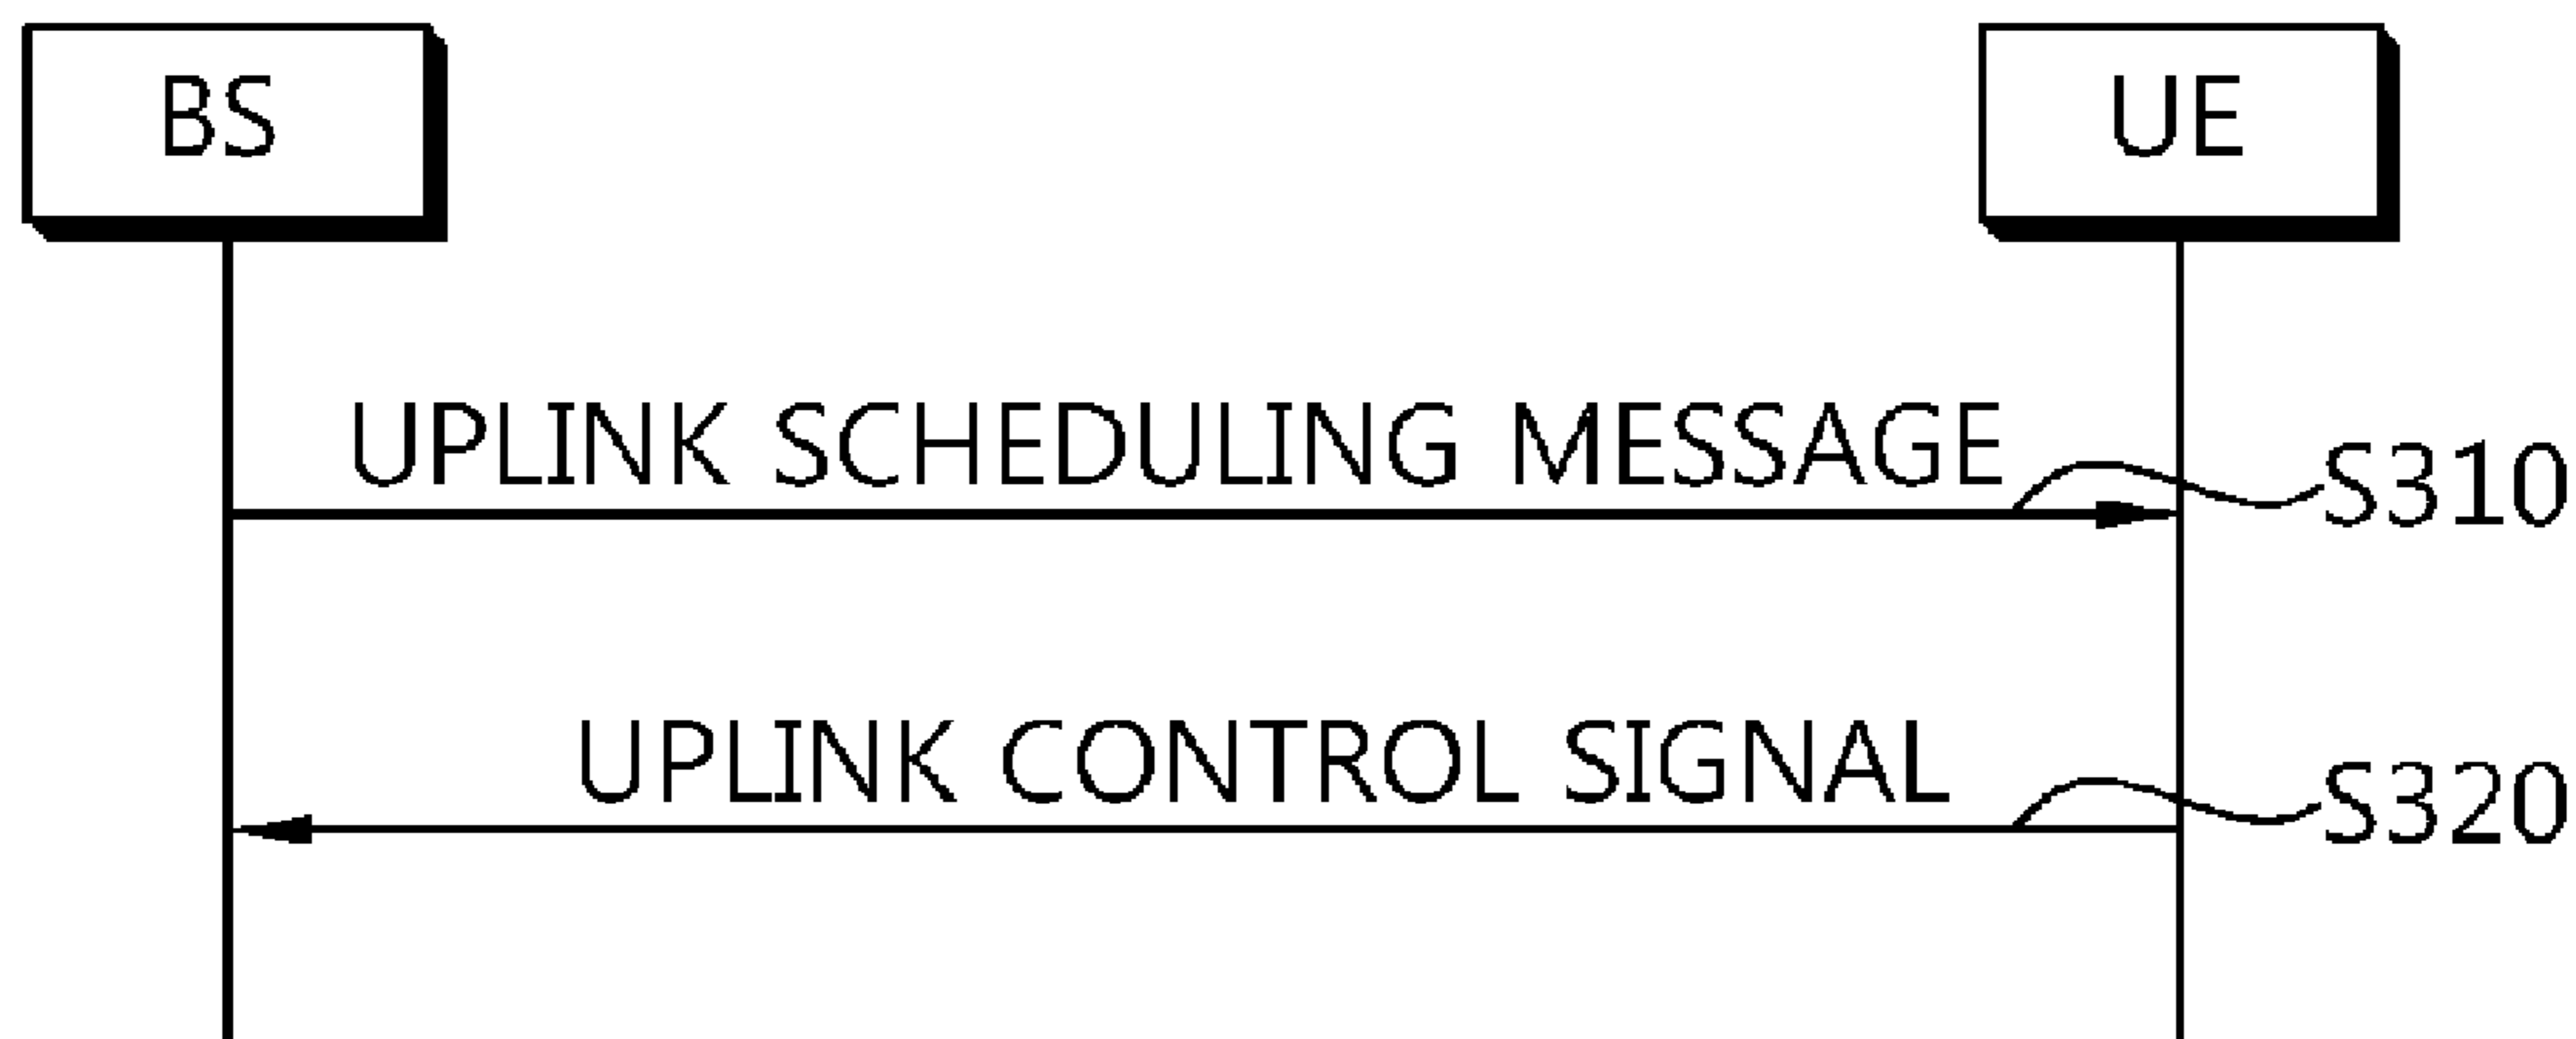 BS
UE
UPLINK SCHEDULING MESSAGE
S310
UPLINK CONTROL SIGNAL
S320